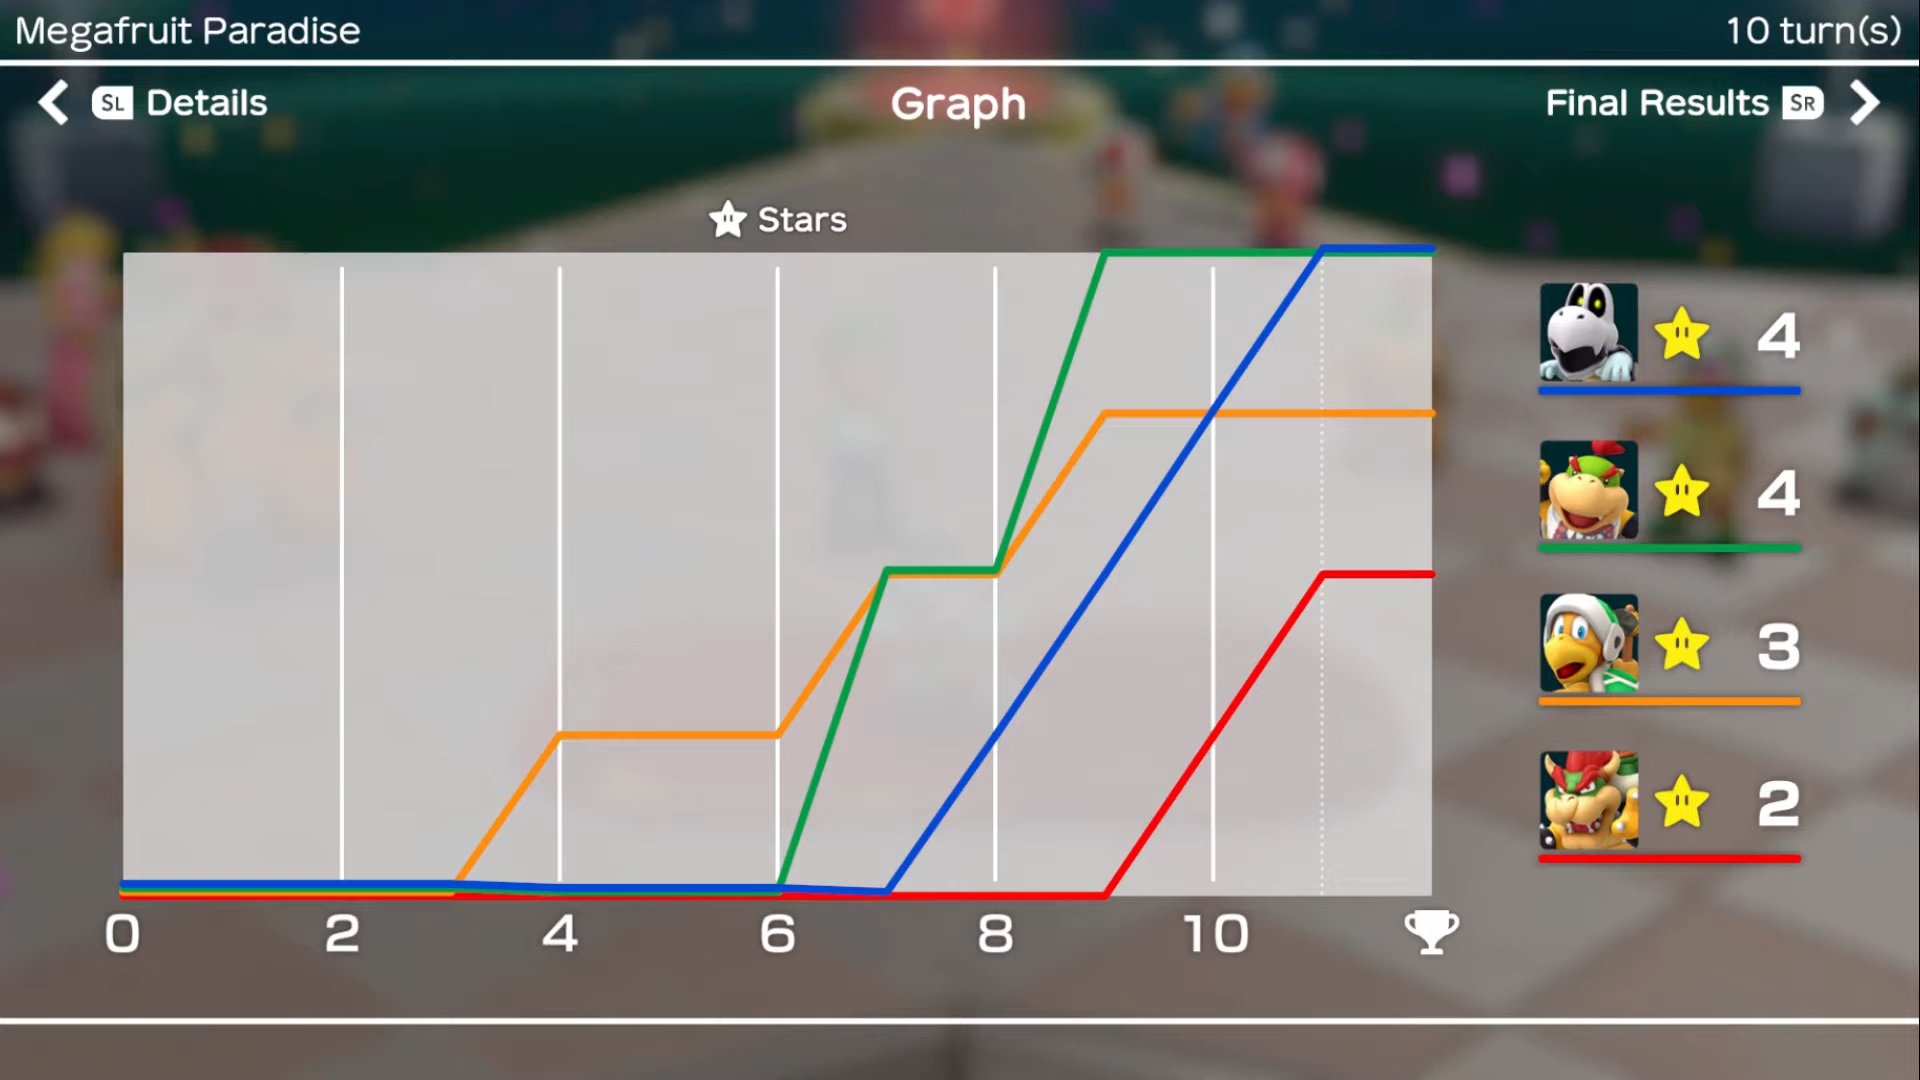 Megafruit Paradise
10 turn(s)
SL Details
Graph
Final Results SR
Stars
4
4
3
2
0 2 4 6 8 10